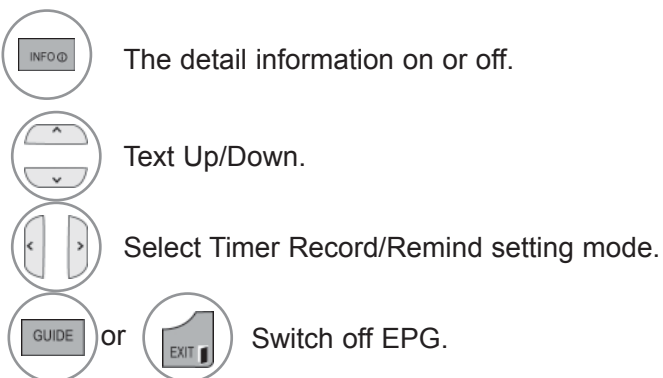 INFO ⓘ The detail information on or off.
Text Up/Down.
Select Timer Record/Remind setting mode.
GUIDE or EXIT Switch off EPG.